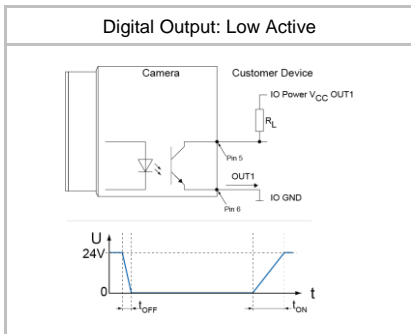 Digital Output: Low Active
Camera Customer Device
IO Power VCC OUT1
RL
Pin 5
OUT1
Pin 6
IO GND
U
24V
0
t
tOFF
tON